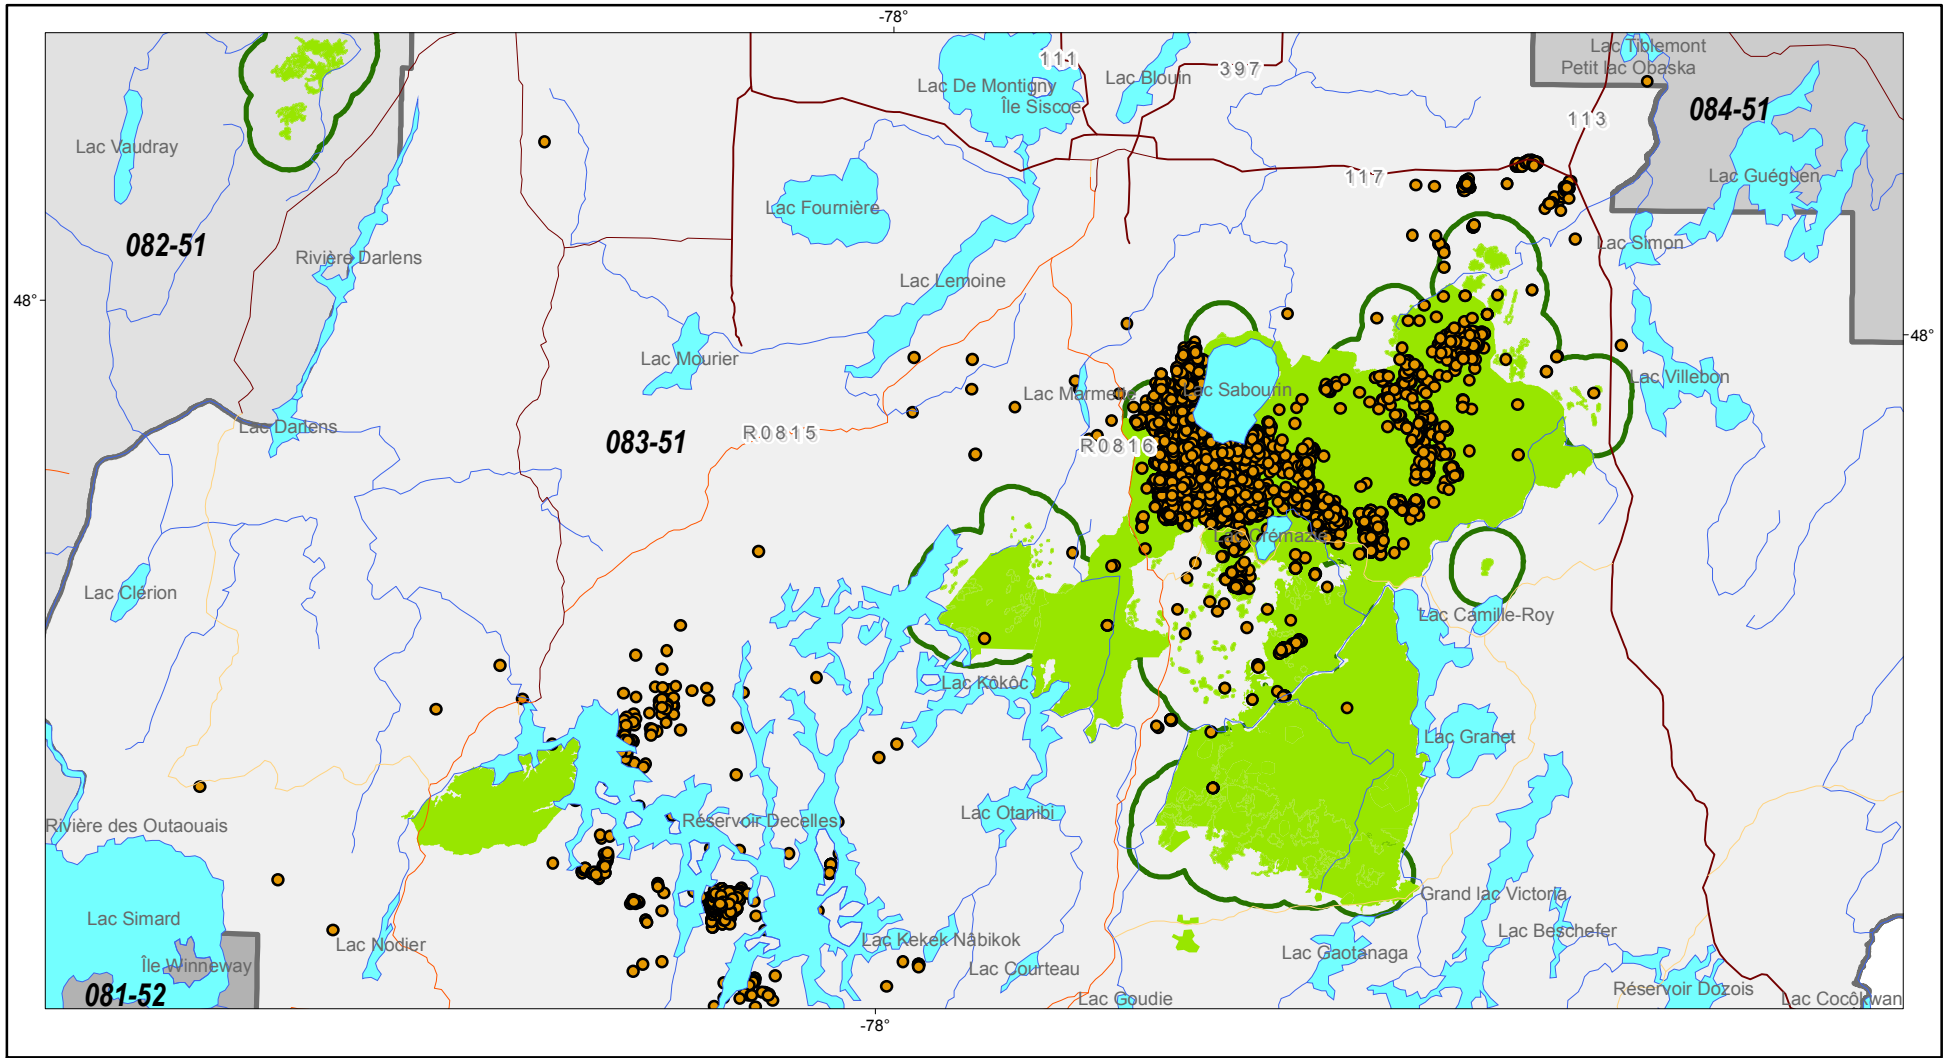 -78°
111
Lac Tiblemont
Lac De Montigny
Lac Blouin
397
Petit lac Obaska
Île Siscoe
084-51
113
Lac Vaudray
117
Lac Guéguen
Lac Fournière
082-51
Lac Simon
Rivière Darlens
Lac Lemoine
48°
48°
Lac Mourier
Lac Villebon
Lac Sabourin
Lac Darlens
083-51
R0815
R0816
Lac Crémazie
Lac Clérion
Lac Camille-Roy
Lac Kôkôc
Lac Granet
Rivière des Outaouais
Réservoir Decelles
Lac Otanibi
Grand lac Victoria
Lac Simard
Lac Nodier
Lac Kekek Nâbikok
Lac Beschefer
Île Winneway
Lac Gaotanaga
Lac Courteau
081-52
Lac Goudie
Réservoir Dozois
Lac Cocôkwan
-78°